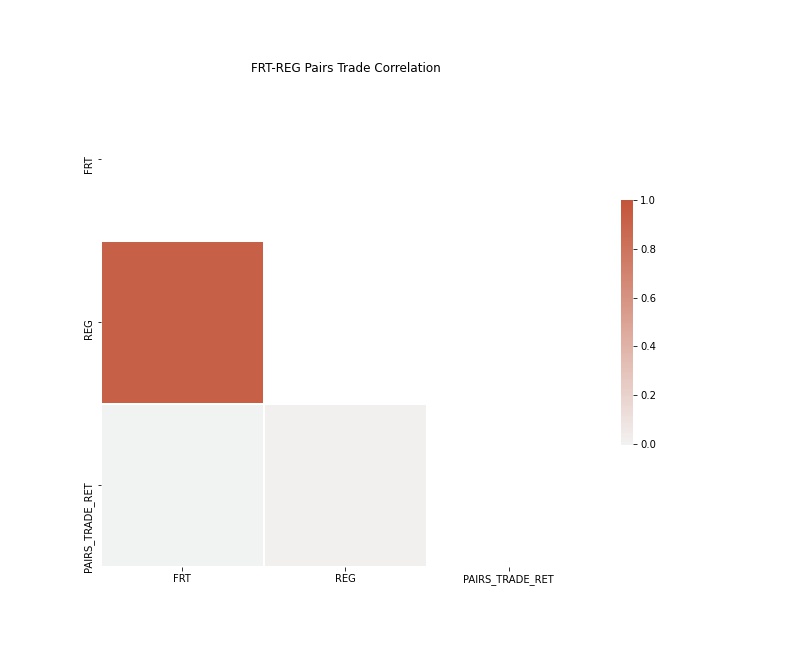 FRT-REG Pairs Trade Correlation
FRT
REG
PAIRS_TRADE_RET
FRT
REG
PAIRS_TRADE_RET
1.0
0.8
0.6
0.4
0.2
0.0